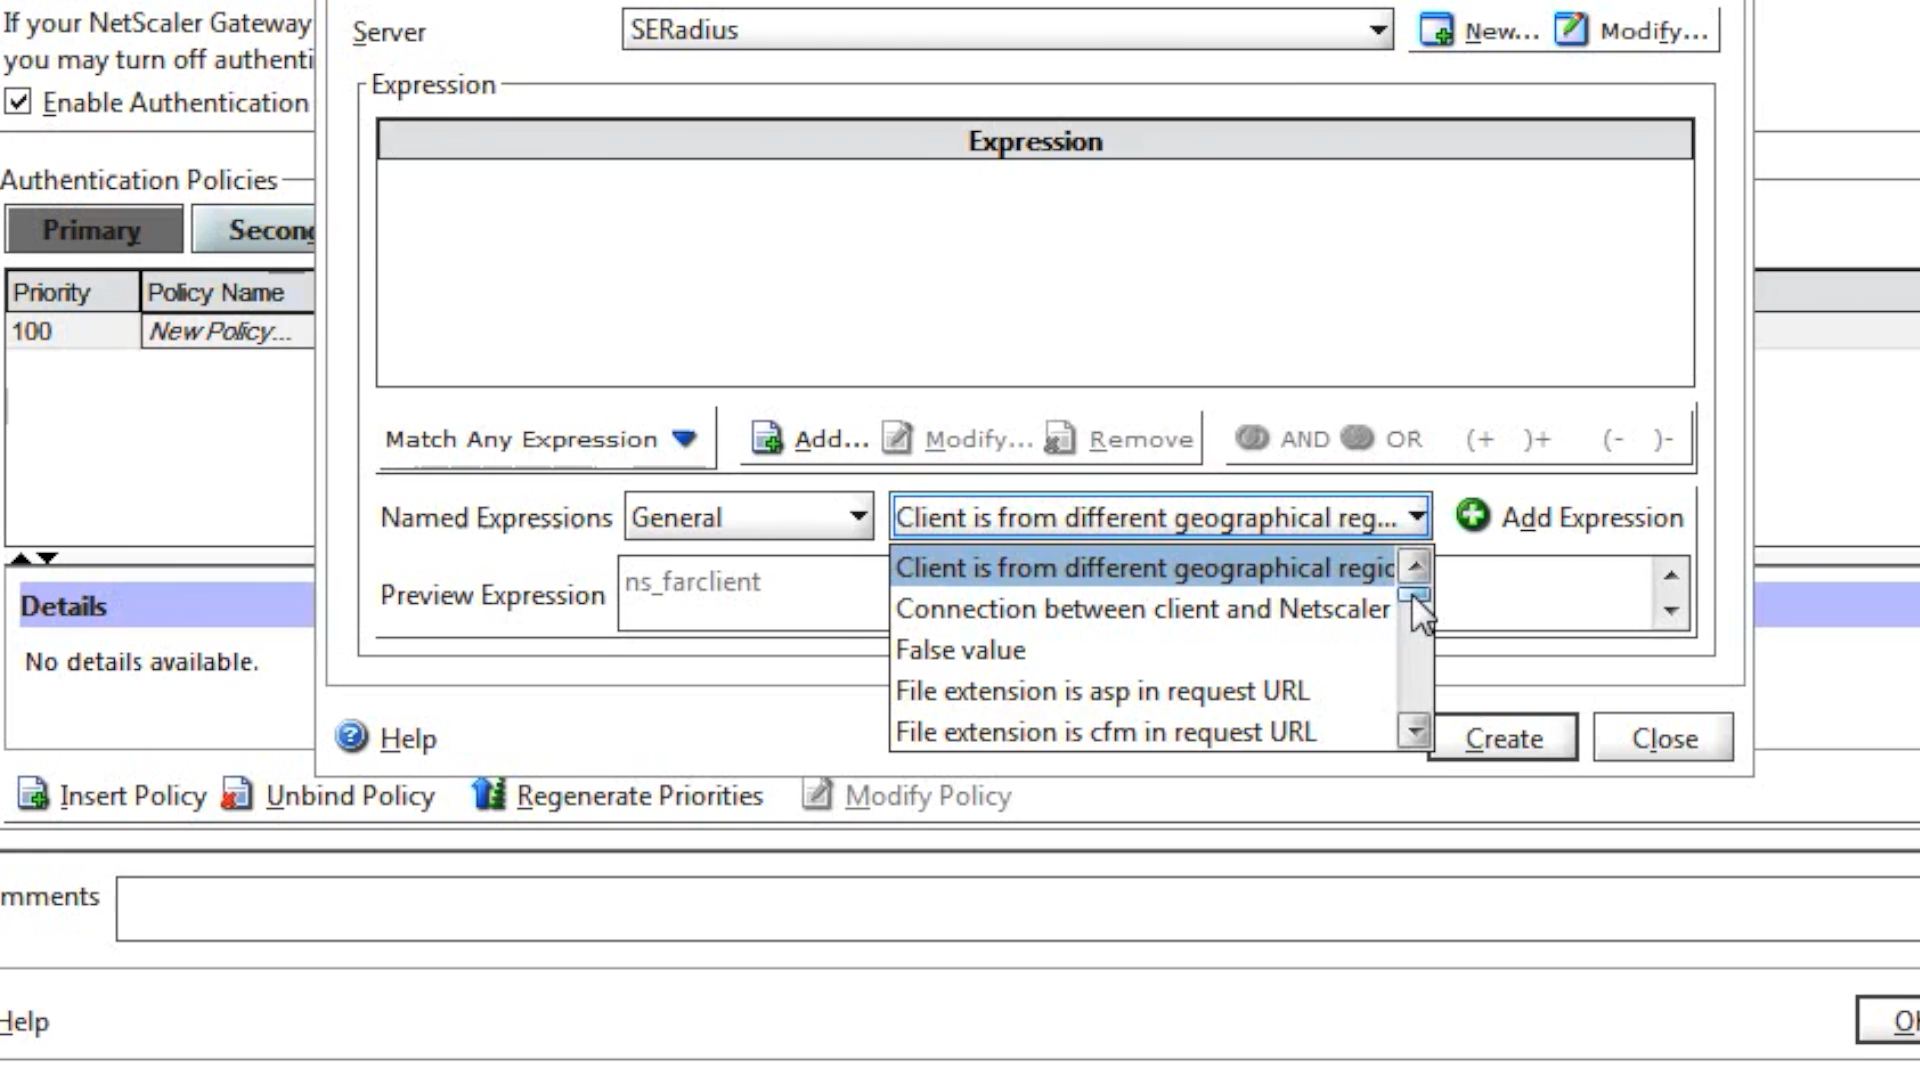 If your NetScaler Gateway
you may turn off authenti
Enable Authentication
Server
SERadius
New...
Modify...
Expression
Expression
Authentication Policies
Primary
Secon
Priority
Policy Name
100
New Policy...
Match Any Expression
Add...
Modify...
Remove
AND
OR
(+
)+
(-
)-
Named Expressions
General
Client is from different geographical reg...
Add Expression
Preview Expression
ns_farclient
Client is from different geographical regio
Connection between client and Netscaler
False value
File extension is asp in request URL
File extension is cfm in request URL
Details
No details available.
Help
Create
Close
Insert Policy
Unbind Policy
Regenerate Priorities
Modify Policy
mments
Help
OK